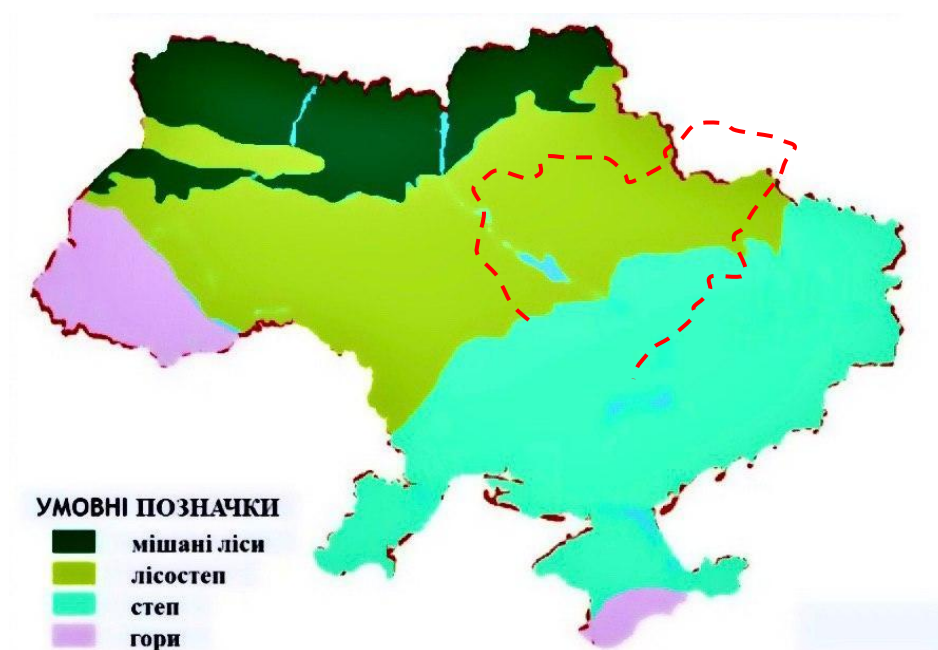 УМОВНІ ПОЗНАЧКИ
мішані ліси
лісостеп
степ
гори